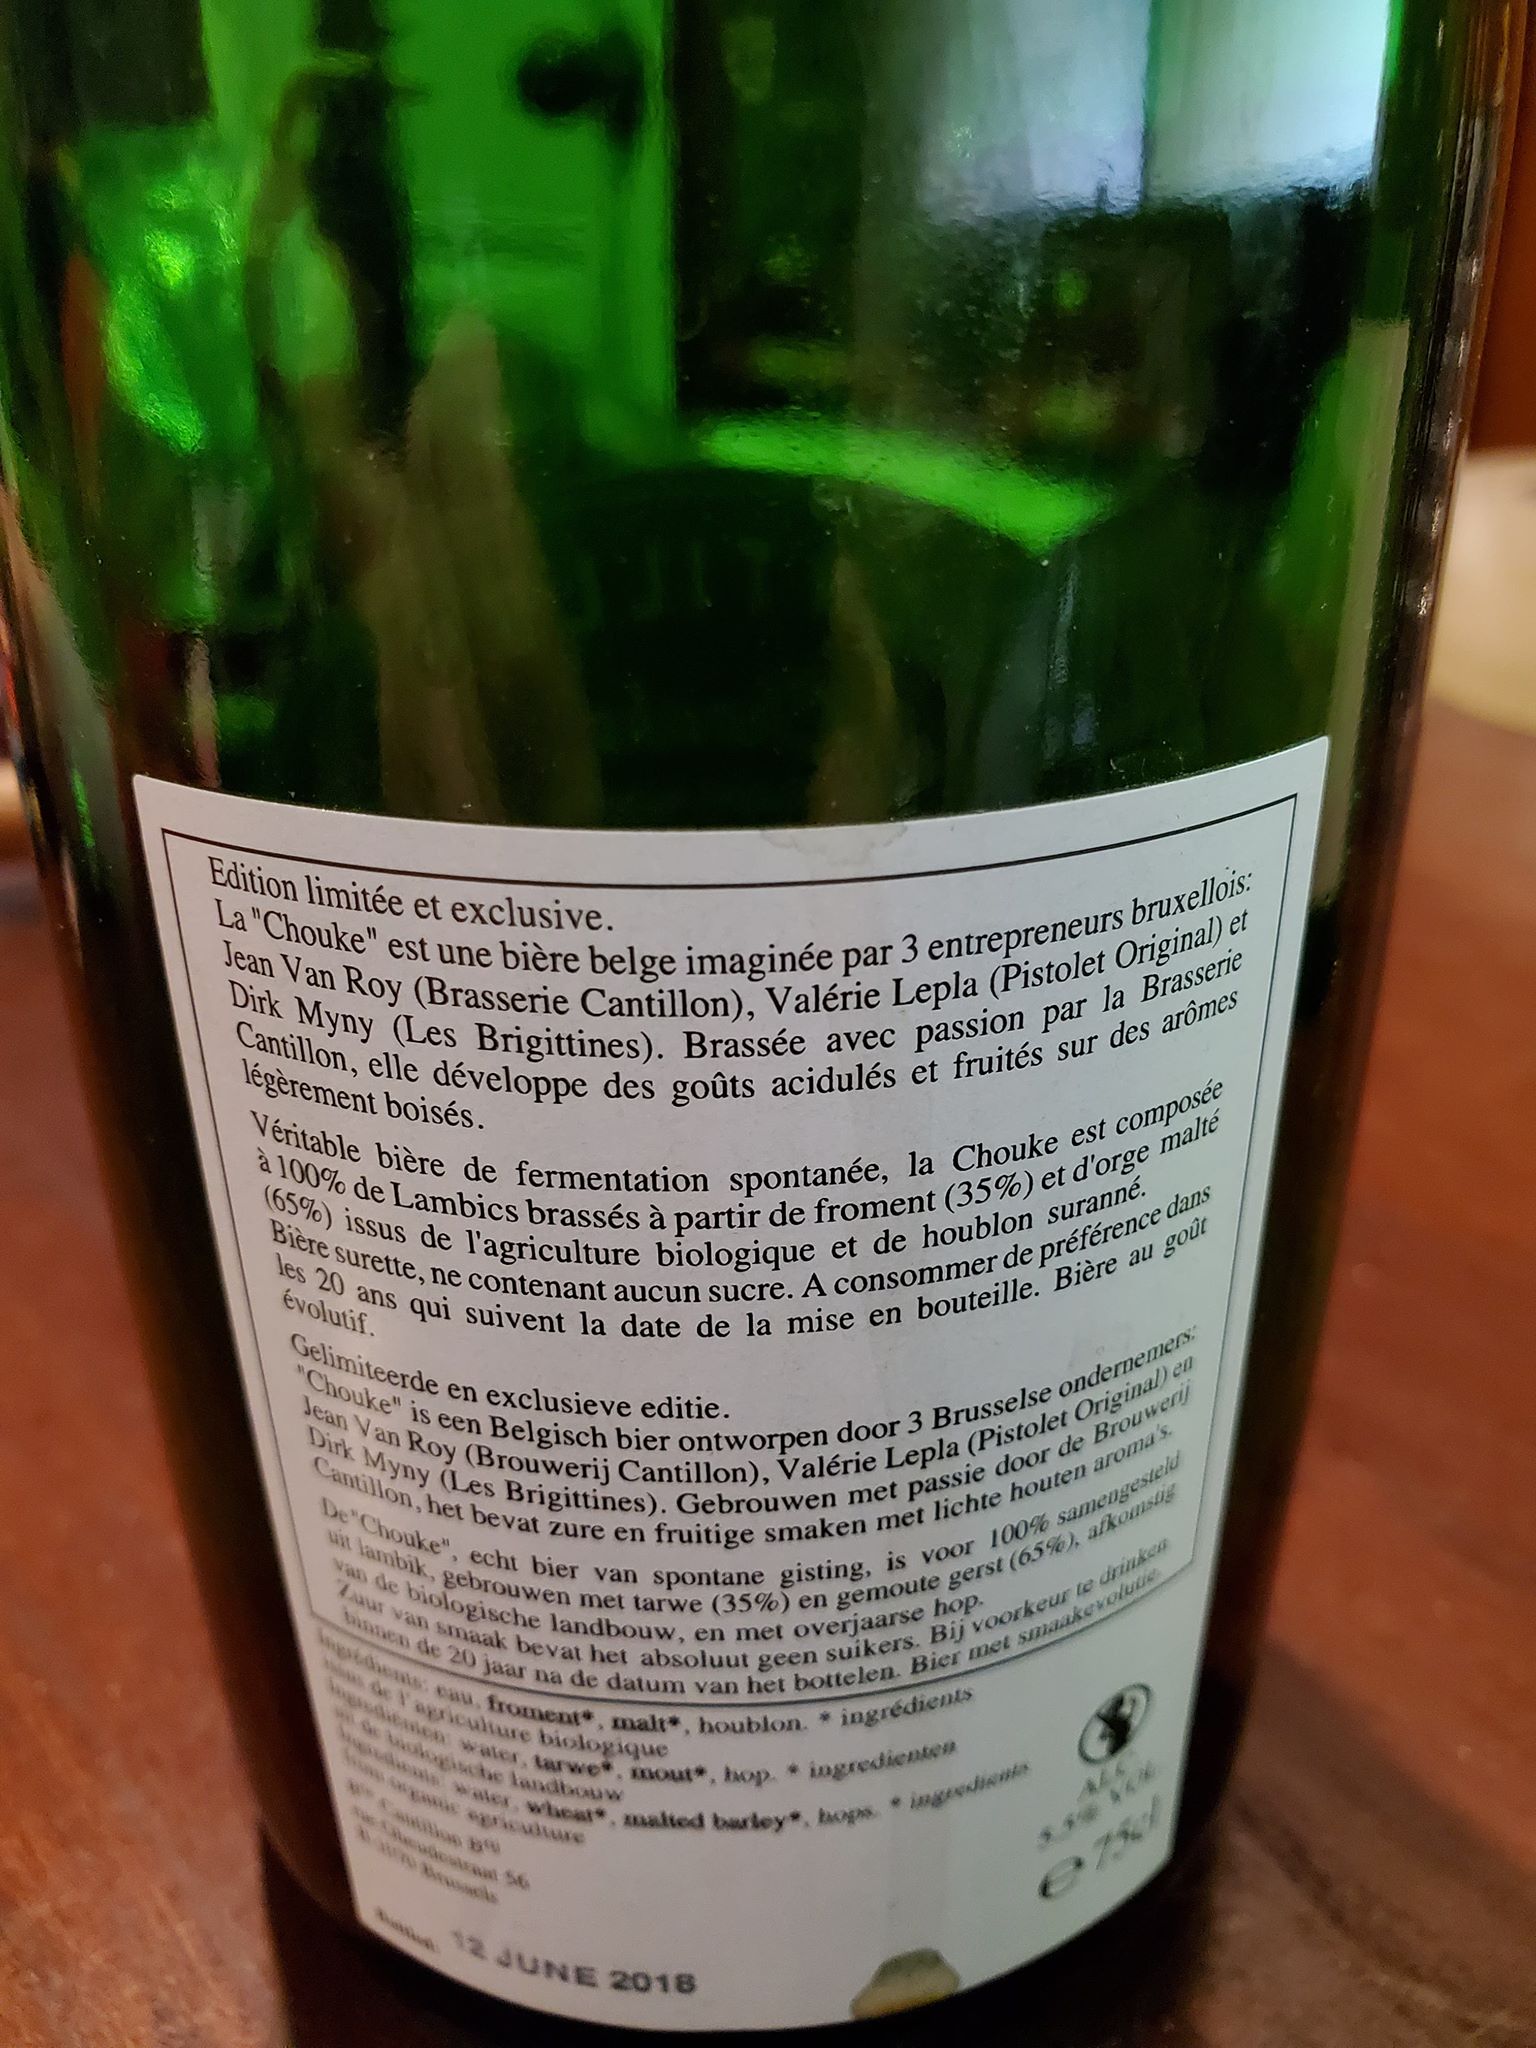 Edition limitée et exclusive.
La "Chouke" est une bière belge imaginée par 3 entrepreneurs bruxellois:
Jean Van Roy (Brasserie Cantillon), Valérie Lepla (Pistolet Original) et
Dirk Myny (Les Brigittines). Brassée avec passion par la Brasserie
Cantillon, elle développe des goûts acidulés et fruités sur des arômes
légèrement boisés.
Véritable bière de fermentation spontanée, la Chouke est composée
à 100% de Lambics brassés à partir de froment (35%) et d'orge malté
(65%) issus de l'agriculture biologique et de houblon suranné.
Bière surette, ne contenant aucun sucre. A consommer de préférence dans
les 20 ans qui suivent la date de la mise en bouteille. Bière au goût
évolutif.
Gelimiteerde en exclusieve editie.
"Chouke" is een Belgisch bier ontworpen door 3 Brusselse ondernemers:
Jean Van Roy (Brouwerij Cantillon), Valérie Lepla (Pistolet Original) en
Dirk Myny (Les Brigittines). Gebrouwen met passie door de Brouwerij
Cantillon, het bevat zure en fruitige smaken met lichte houten aroma's.
De "Chouke", echt bier van spontane gisting, is voor 100% samengesteld
uit lambik, gebrouwen met tarwe (35%) en gemoute gerst (65%), afkomstig
van de biologische landbouw, en met overjaarse hop.
Zuur van smaak bevat het absoluut geen suikers. Bij voorkeur te drinken
binnen de 20 jaar na de datum van het bottelen. Bier met smaakevolutie.
Ingrédients: eau, froment*, malt*, houblon. * ingrédients
issus de l'agriculture biologique
Ingrediënten: water, tarwe*, mout*, hop. * ingredienten
uit de biologische landbouw
Ingredients: water, wheat*, malted barley*, hops. * ingredients
from organic agriculture
Cantillon
Gheudestraat 56
Brussels
ALC
5.5% VOL
e 75cl
Bottled: 12 JUNE 2018